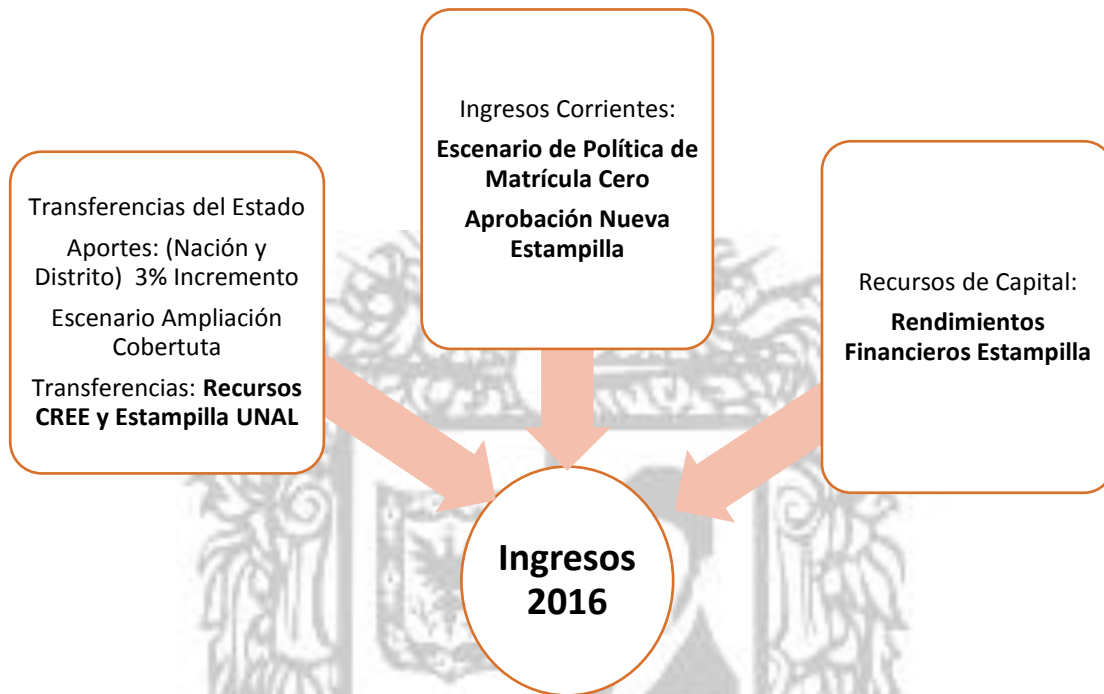 Transferencias del Estado
Aportes: (Nación y
Distrito) 3% Incremento
Escenario Ampliación
Cobertuta
Transferencias: Recursos
CREE y Estampilla UNAL
Ingresos Corrientes:
Escenario de Política de
Matrícula Cero
Aprobación Nueva
Estampilla
Recursos de Capital:
Rendimientos
Financieros Estampilla
Ingresos
2016